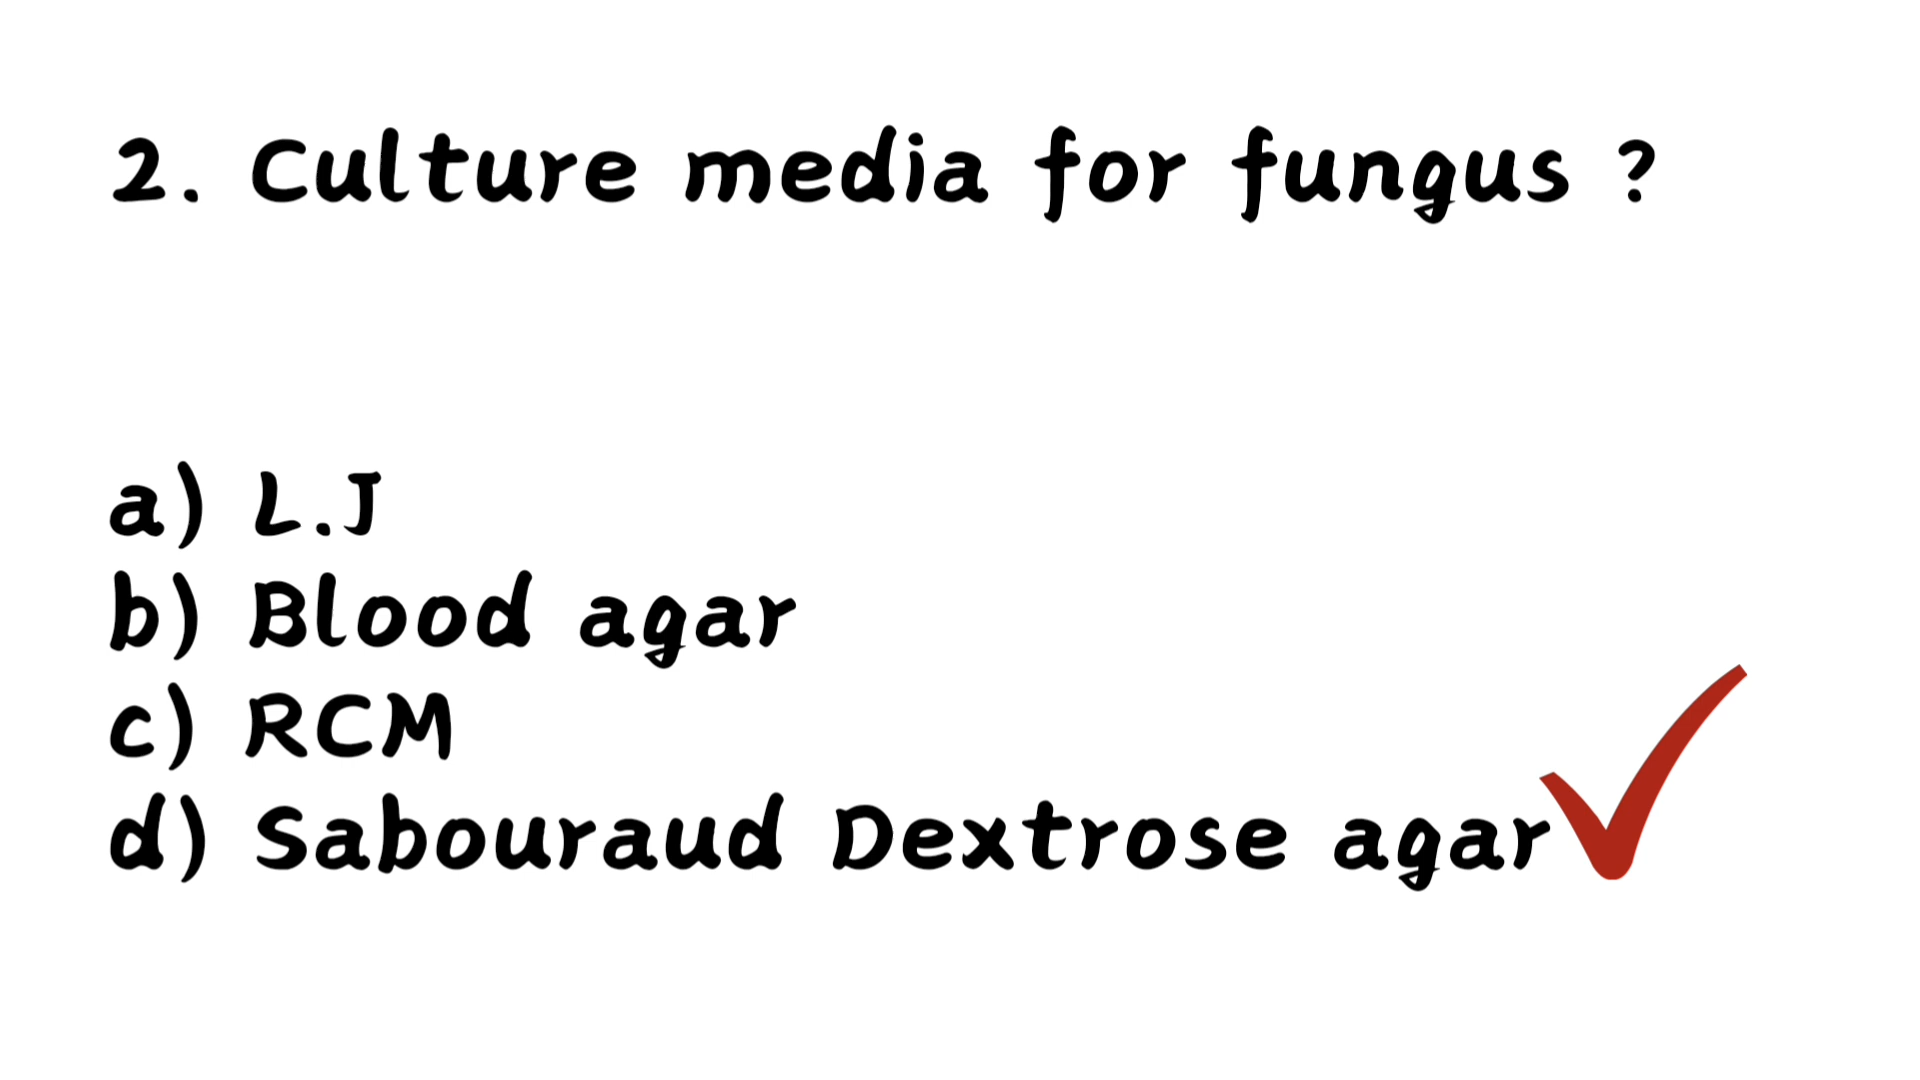 2. Culture media for fungus ?
a) L.J
b) Blood agar
c) RCM
d) Sabouraud Dextrose agar